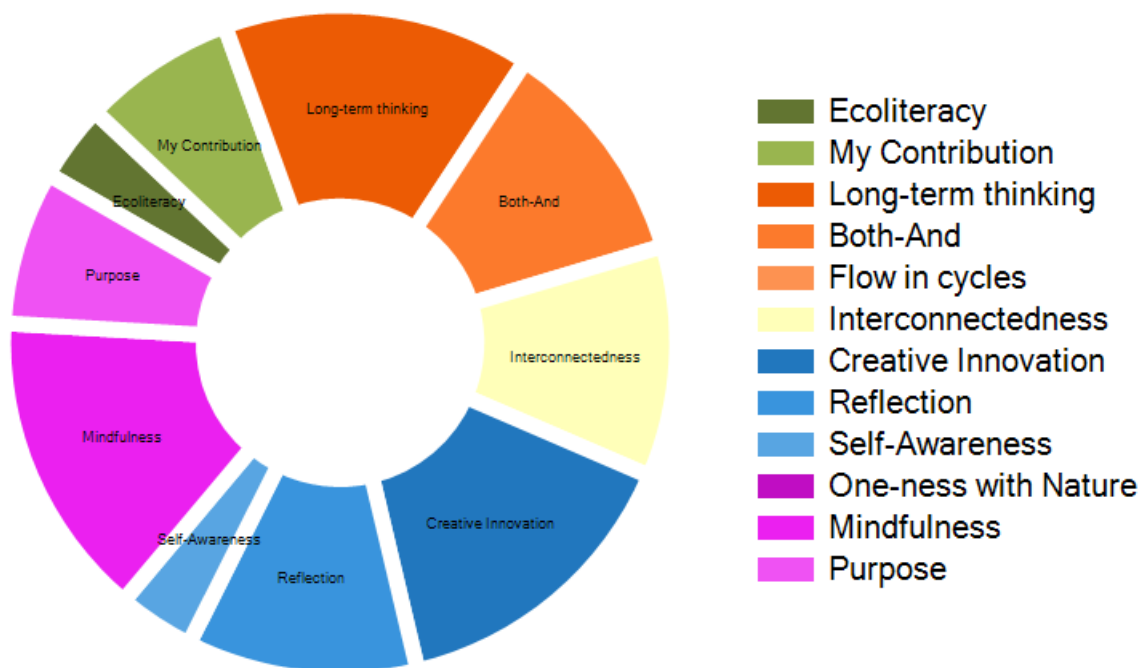 Long-term thinking
My Contribution
Both-And
Ecoliteracy
Purpose
Interconnectedness
Mindfulness
Creative Innovation
Self-Awareness
Reflection
Ecoliteracy
My Contribution
Long-term thinking
Both-And
Flow in cycles
Interconnectedness
Creative Innovation
Reflection
Self-Awareness
One-ness with Nature
Mindfulness
Purpose